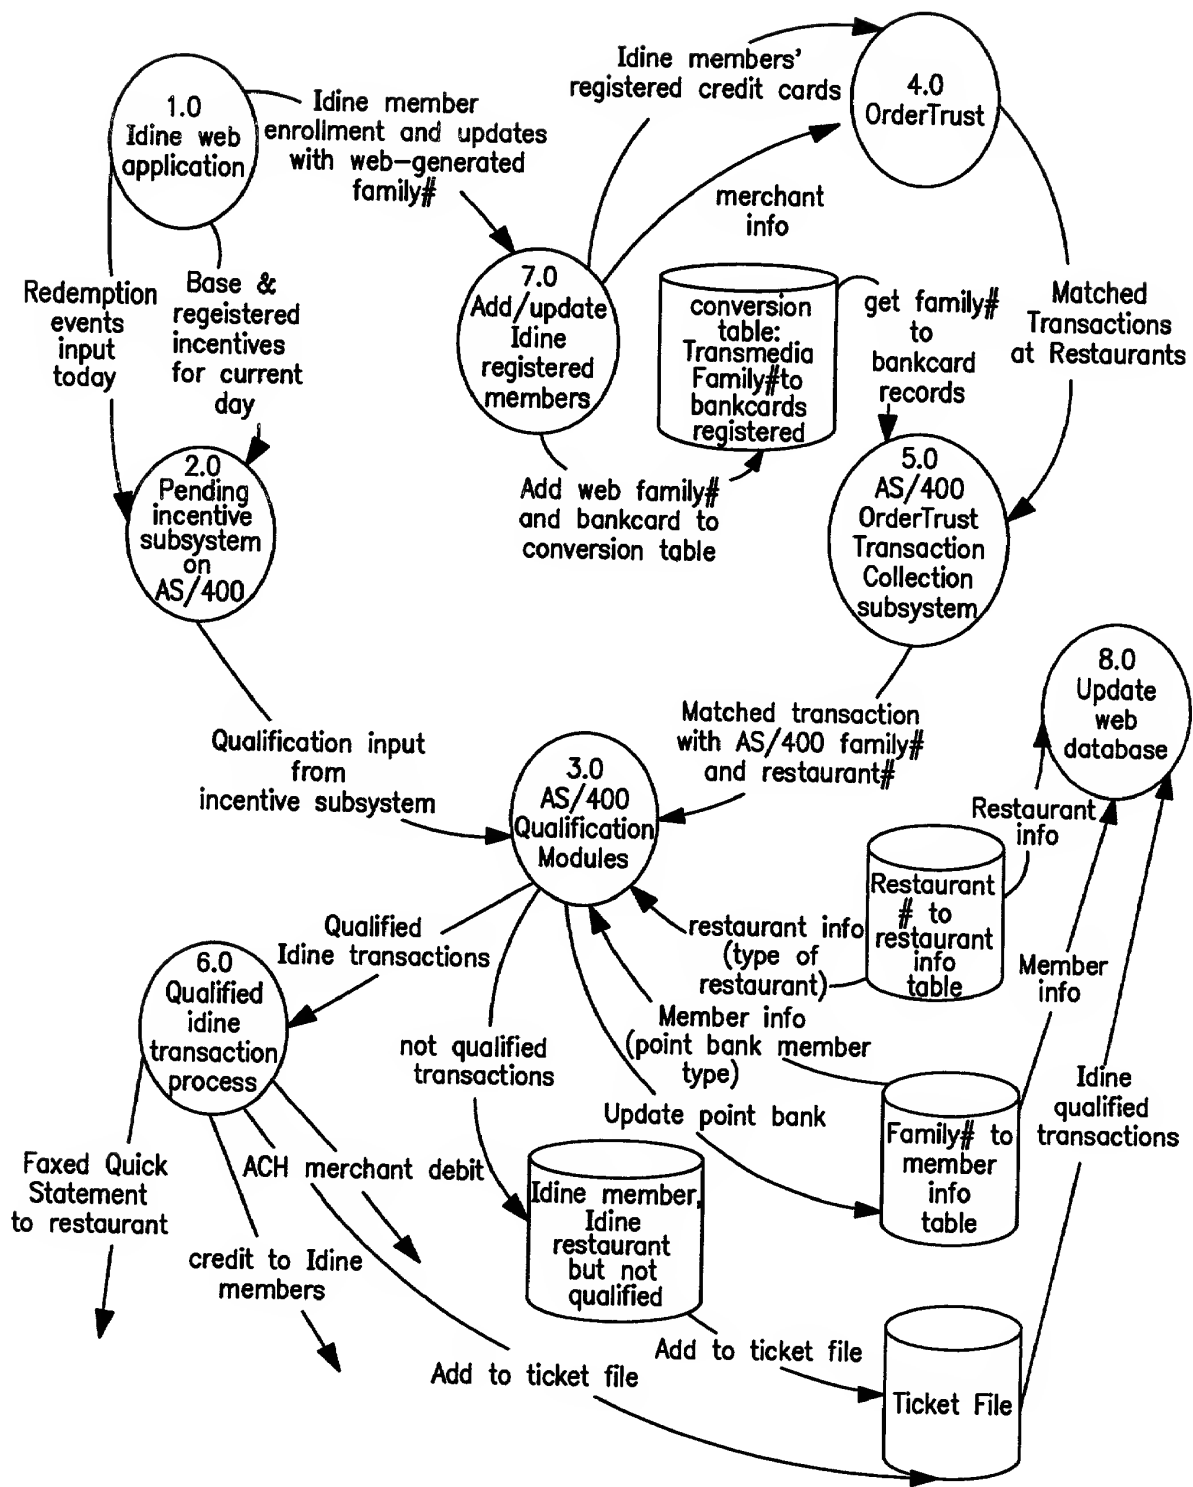 1.0
Idine web
application
Idine member
enrollment and updates
with web-generated
family#
Idine members'
registered credit cards
4.0
OrderTrust
merchant
info
Redemption
events
input
today
Base &
regeistered
incentives
for current
day
7.0
Add/update
Idine
registered
members
conversion
table:
Transmedia
Family#to
bankcards
registered
get family#
to
bankcard
records
Matched
Transactions
at Restaurants
2.0
Pending
incentive
subsystem
on
AS/400
Add web family#
and bankcard to
conversion table
5.0
AS/400
OrderTrust
Transaction
Collection
subsystem
8.0
Update
web
database
Qualification input
from
incentive subsystem
Matched transaction
with AS/400 family#
and restaurant#
3.0
AS/400
Qualification
Modules
Restaurant
info
Restaurant
# to
restaurant
info
table
restaurant info
(type of
restaurant)
Qualified
Idine transactions
6.0
Qualified
idine
transaction
process
Member
info
Member info
(point bank member
type)
not qualified
transactions
Update point bank
Idine
qualified
transactions
Family# to
member
info
table
Faxed Quick
Statement
to restaurant
ACH merchant debit
credit to Idine
members
Idine member,
Idine
restaurant
but not
qualified
Add to ticket file
Add to ticket file
Ticket File